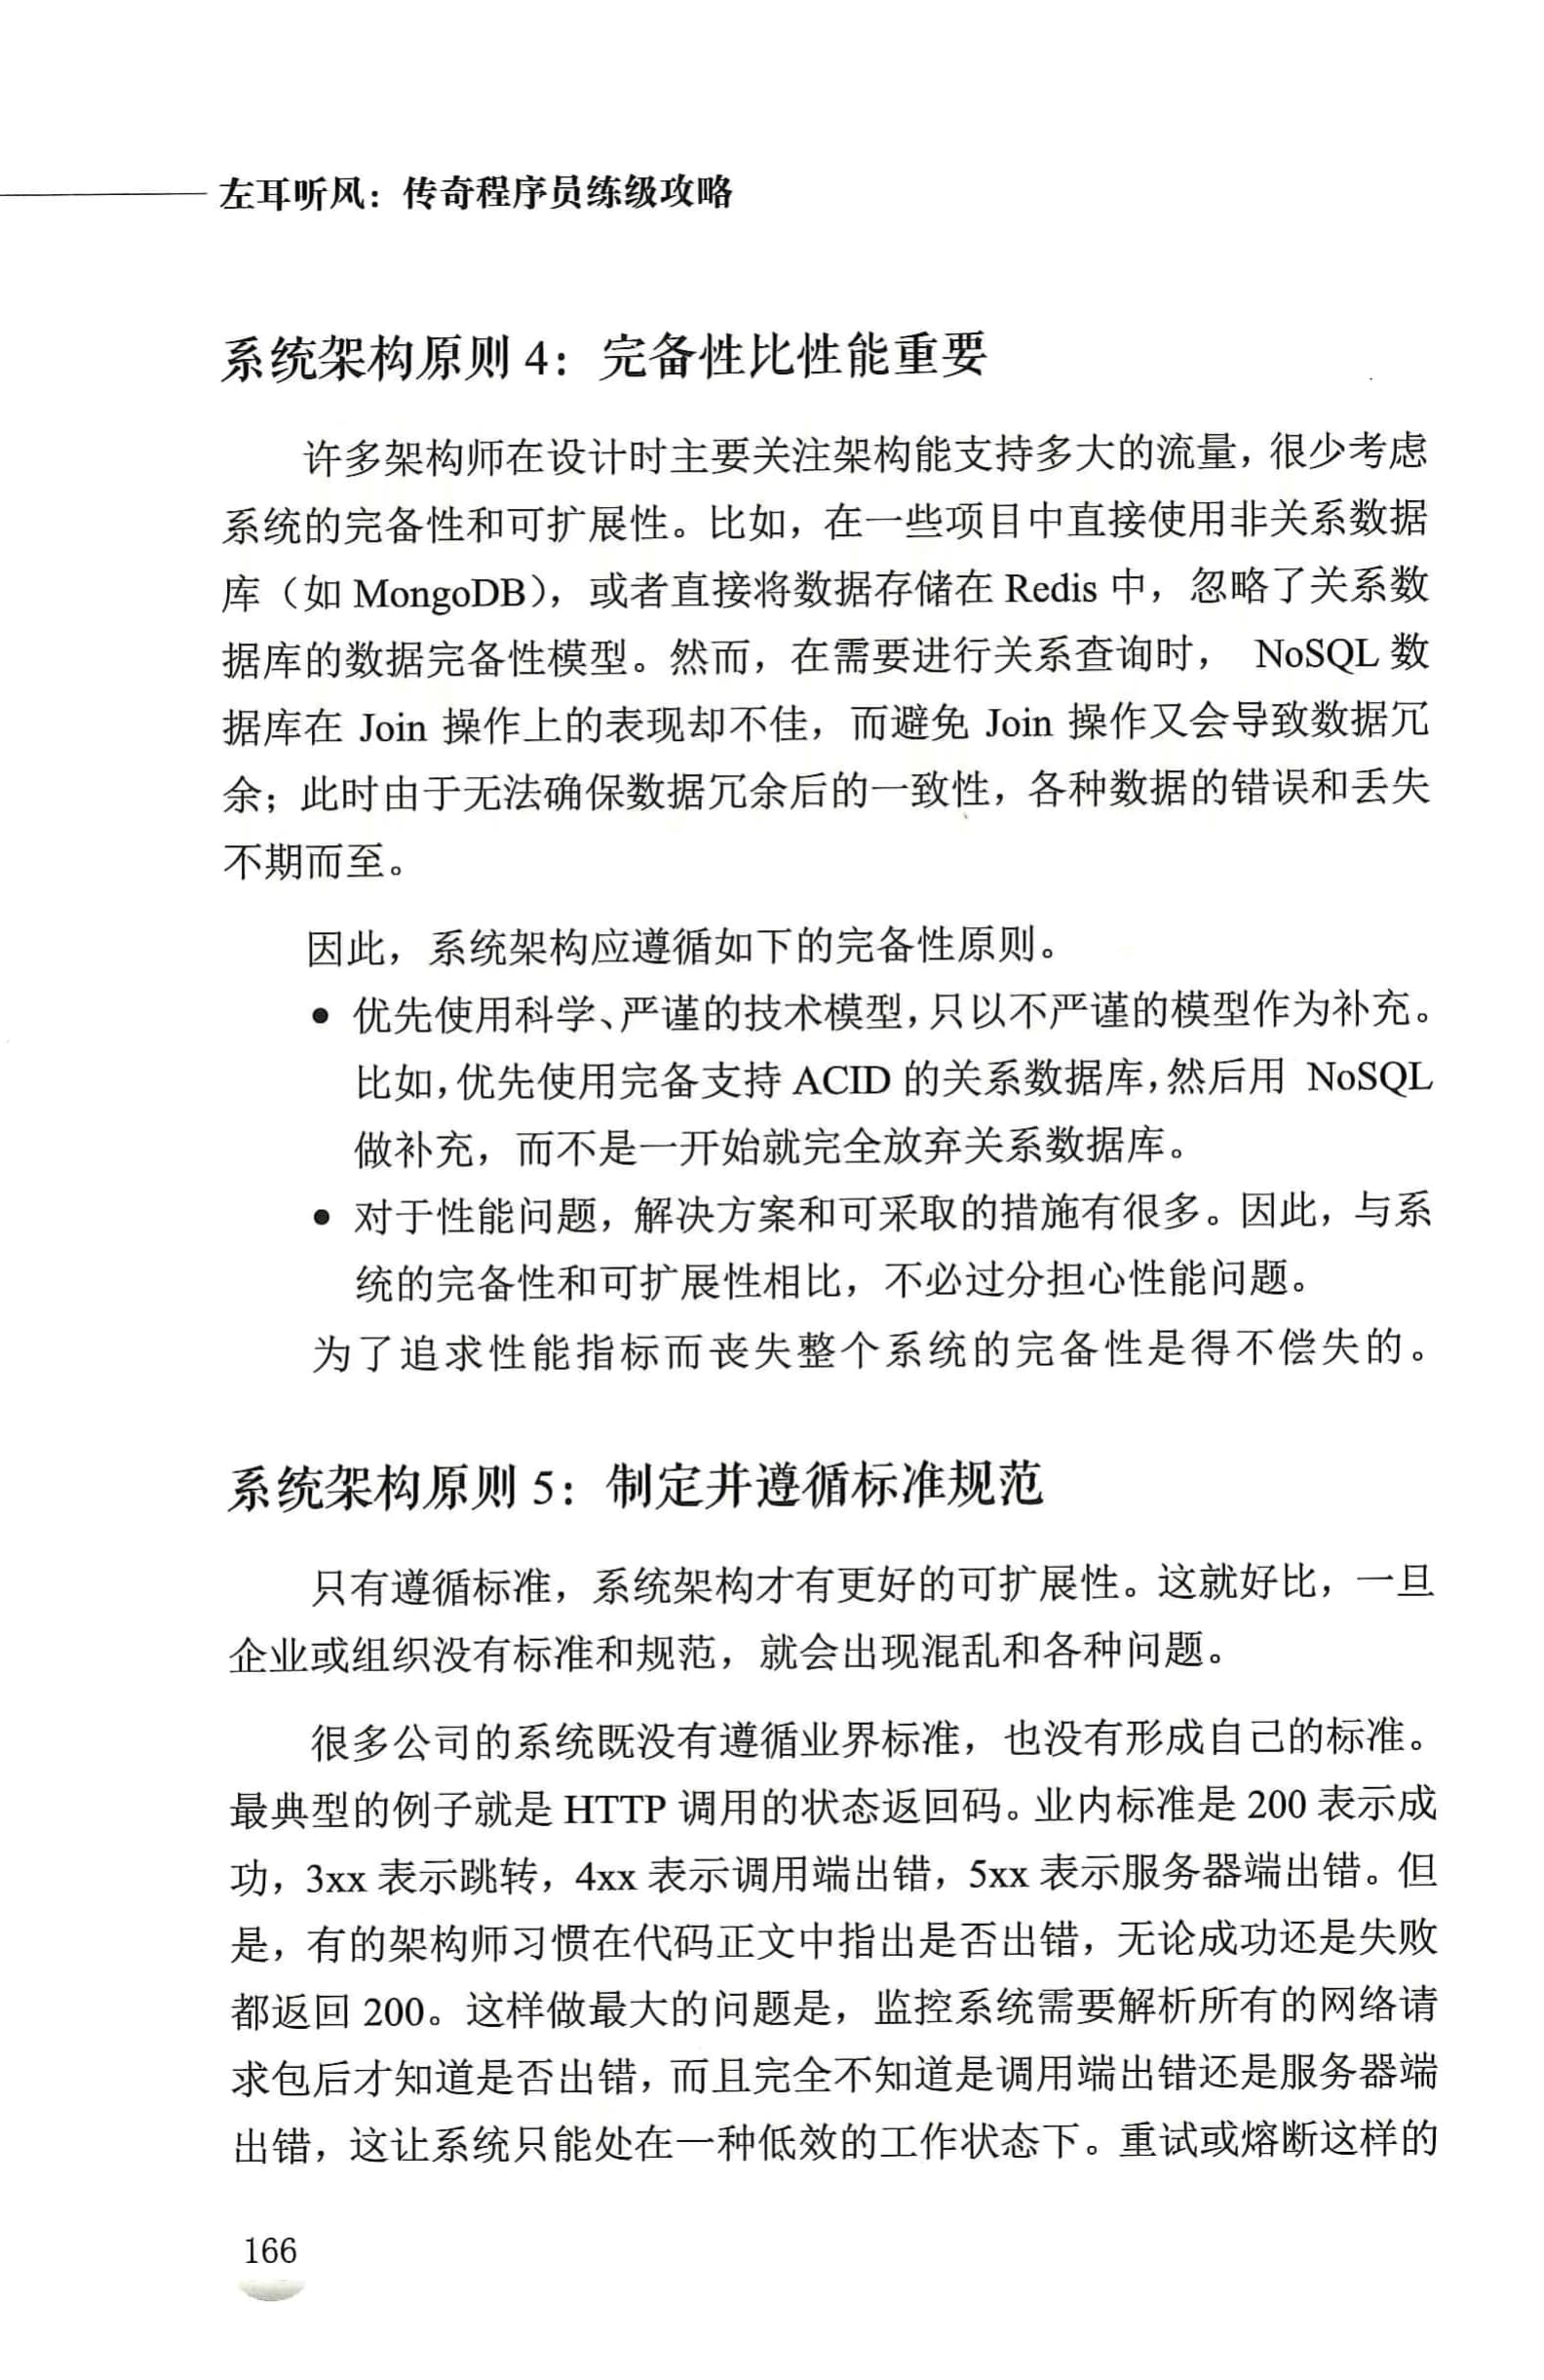 左耳听风：传奇程序员练级攻略
系统架构原则 4：完备性比性能重要
许多架构师在设计时主要关注架构能支持多大的流量，很少考虑
系统的完备性和可扩展性。比如，在一些项目中直接使用非关系数据
库（如 MongoDB），或者直接将数据存储在 Redis 中，忽略了关系数
据库的数据完备性模型。然而，在需要进行关系查询时， NoSQL 数
据库在 Join 操作上的表现却不佳，而避免 Join 操作又会导致数据冗
余；此时由于无法确保数据冗余后的一致性，各种数据的错误和丢失
不期而至。
因此，系统架构应遵循如下的完备性原则。
● 优先使用科学、严谨的技术模型，只以不严谨的模型作为补充。
比如，优先使用完备支持 ACID 的关系数据库，然后用 NoSQL
做补充，而不是一开始就完全放弃关系数据库。
● 对于性能问题，解决方案和可采取的措施有很多。因此，与系
统的完备性和可扩展性相比，不必过分担心性能问题。
为了追求性能指标而丧失整个系统的完备性是得不偿失的。
系统架构原则 5：制定并遵循标准规范
只有遵循标准，系统架构才有更好的可扩展性。这就好比，一旦
企业或组织没有标准和规范，就会出现混乱和各种问题。
很多公司的系统既没有遵循业界标准，也没有形成自己的标准。
最典型的例子就是 HTTP 调用的状态返回码。业内标准是 200 表示成
功，3xx 表示跳转，4xx 表示调用端出错，5xx 表示服务器端出错。但
是，有的架构师习惯在代码正文中指出是否出错，无论成功还是失败
都返回 200。这样做最大的问题是，监控系统需要解析所有的网络请
求包后才知道是否出错，而且完全不知道是调用端出错还是服务器端
出错，这让系统只能处在一种低效的工作状态下。重试或熔断这样的
166